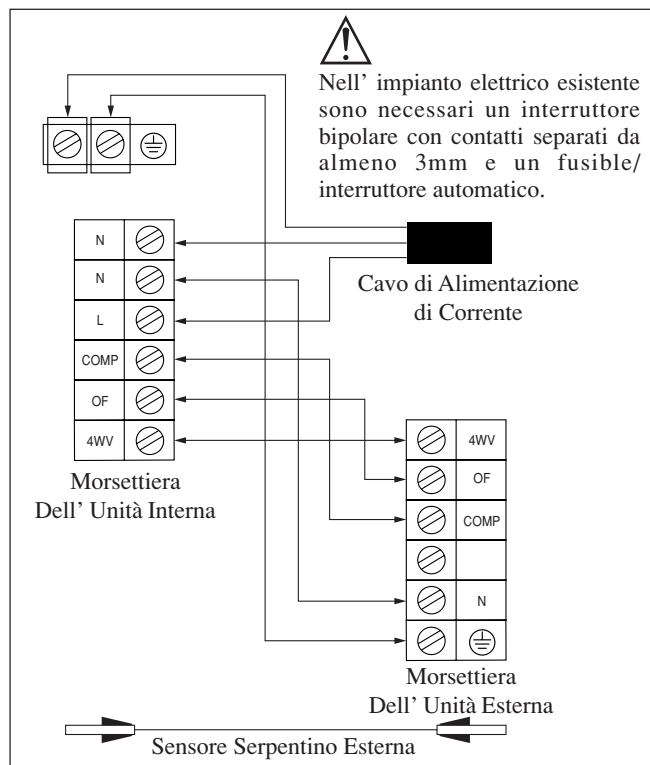 Nell’ impianto elettrico esistente
sono necessari un interruttore
bipolare con contatti separati da
almeno 3mm e un fusible/
interruttore automatico.
N
N
L
COMP
OF
4WV
Cavo di Alimentazione
di Corrente
Morsettiera
Dell’ Unità Interna
4WV
OF
COMP
N
Morsettiera
Dell’ Unità Esterna
Sensore Serpentino Esterna